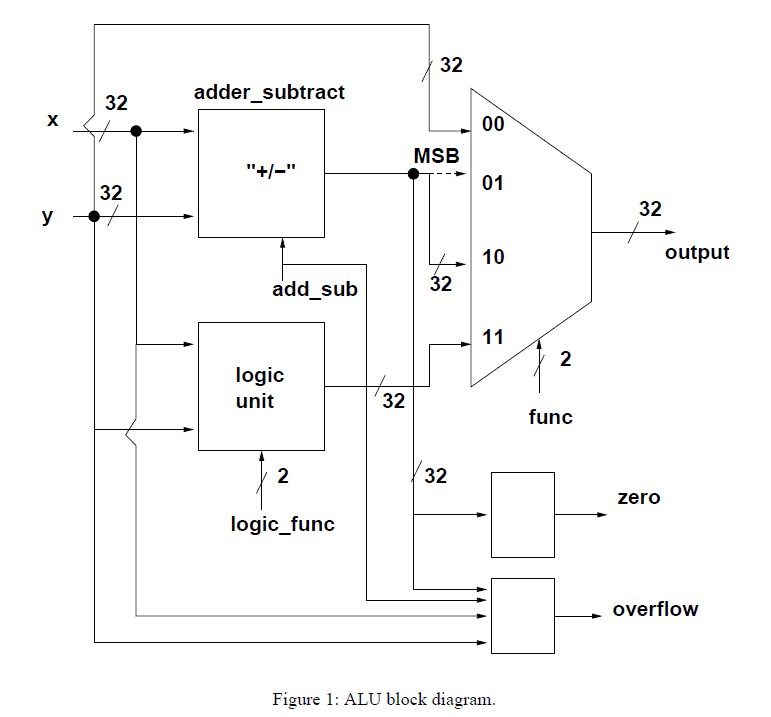 32
adder_subtract
32
x
00
MSB
"+/−"
01
32
y
32
output
10
add_sub
32
11
logic
unit
2
32
func
2
32
logic_func
zero
overflow
Figure 1: ALU block diagram.